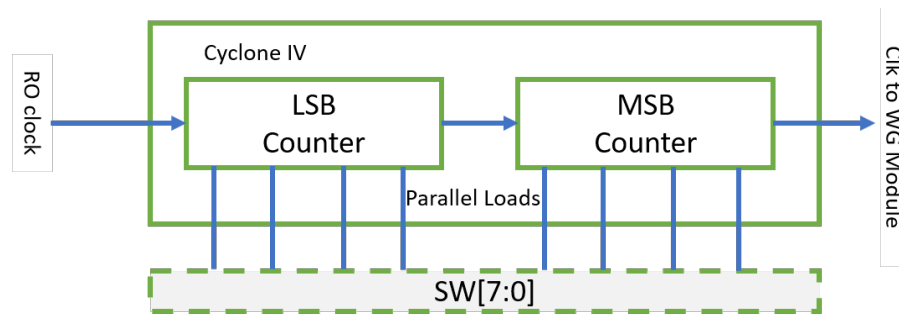 Cyclone IV
RO clock
LSB
Counter
MSB
Counter
Clk to WG Module
Parallel Loads
SW[7:0]